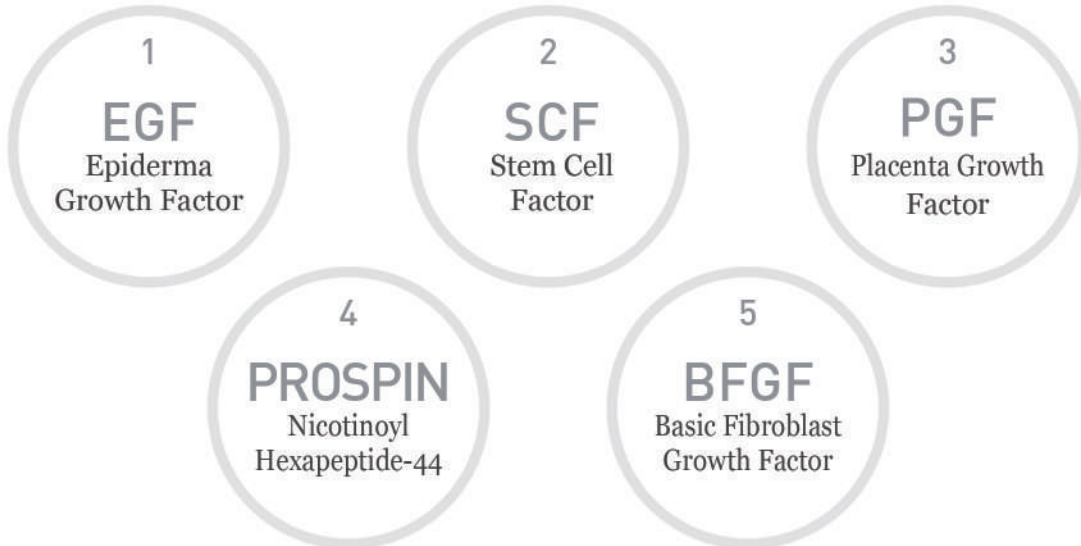 1
EGF
Epiderma
Growth Factor
2
SCF
Stem Cell
Factor
3
PGF
Placenta Growth
Factor
4
PROSPIN
Nicotinoyl
Hexapeptide-44
5
BFGF
Basic Fibroblast
Growth Factor